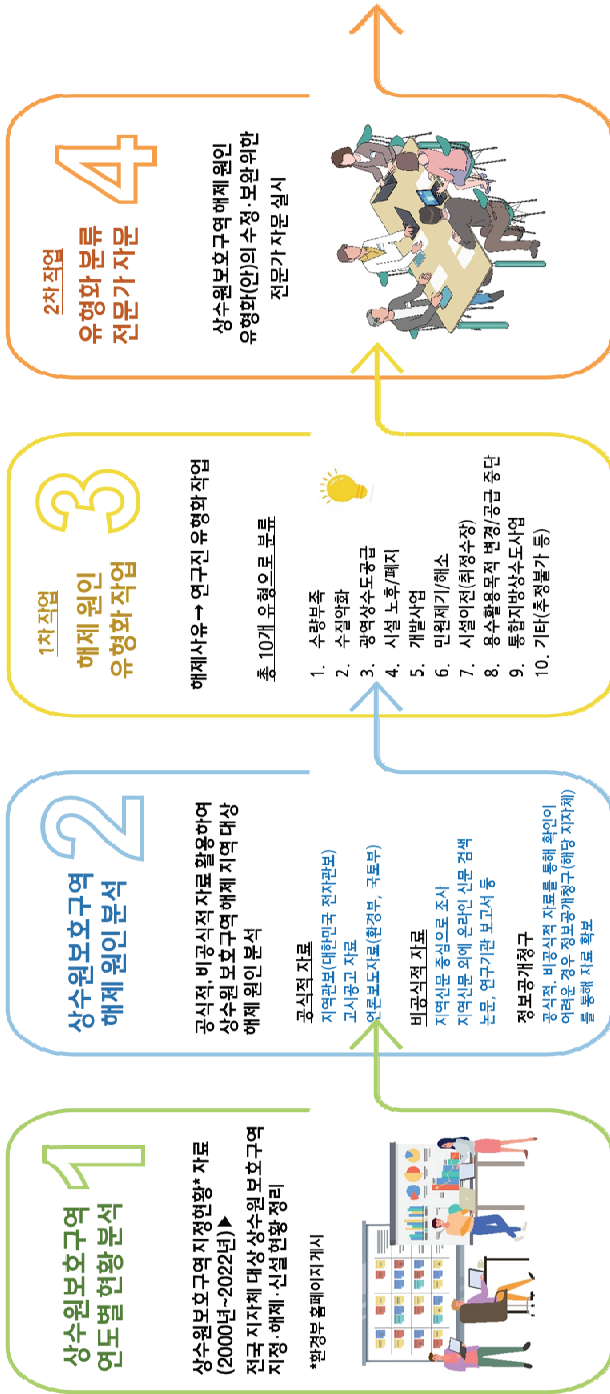 상수원보호구역
연도별 현황 분석
1
상수원보호구역 지정현황* 자료
(2000년~2022년)▶
전국 지자체 대상 상수원 보호구역
지정·해제·신설 현황 정리
*환경부 홈페이지 게시
상수원보호구역
해제 원인 분석
2
공식적, 비공식적 자료 활용하여
상수원 보호구역 해제 지역 대상
해제 원인 분석
공식적 자료
지역관보(대한민국 전자관보)
고시공고 자료
언론보도자료(환경부, 국토부)
비공식적 자료
지역신문 중심으로 조사
지역신문 외에 온라인 신문 검색
논문, 연구기관 보고서 등
정보공개청구
공식적, 비공식적 자료를 통해 확인이
어려운 경우 정보공개청구(해당 지자체)
를 통해 자료 확보
1차 작업
해제 원인
유형화 작업
3
해제사유→ 연구진 유형화 작업
총 10개 유형으로 분류
1. 수량부족
2. 수질악화
3. 광역상수도공급
4. 시설 노후/폐지
5. 개발사업
6. 민원제기/해소
7. 시설이전(취정수장)
8. 용수활용목적 변경/공급 중단
9. 통합지방상수도사업
10. 기타(추정불가 등)
2차 작업
유형화 분류
전문가 자문
4
상수원보호구역 해제 원인
유형화(안)의 수정·보완 위한
전문가 자문 실시